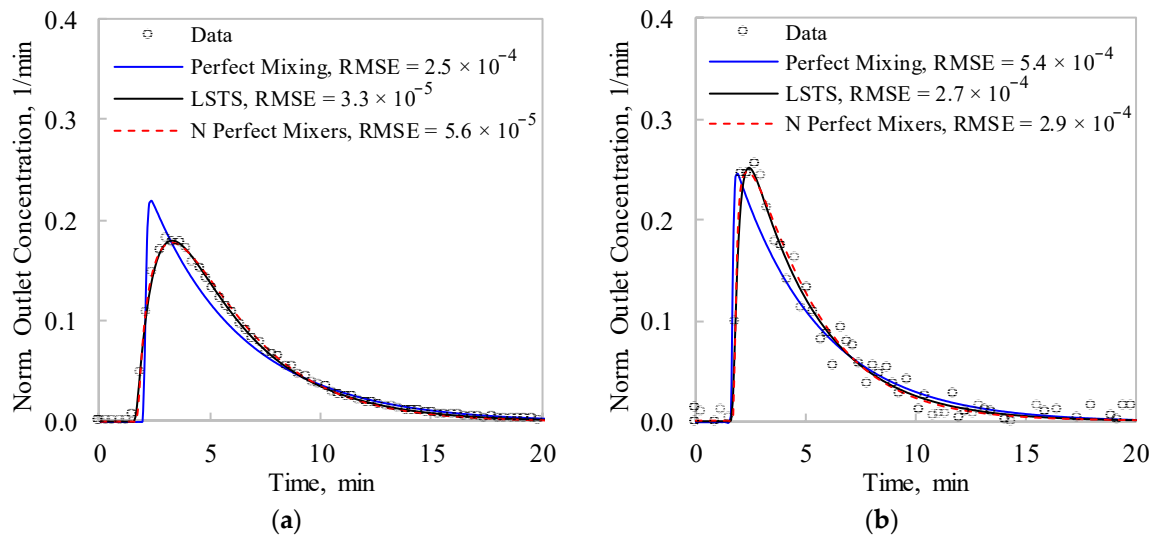 0.4
0.3
0.2
0.1
0.0
Norm. Outlet Concentration, 1/min
Data
Perfect Mixing, RMSE = 2.5 × 10⁻⁴
LSTS, RMSE = 3.3 × 10⁻⁵
N Perfect Mixers, RMSE = 5.6 × 10⁻⁵
0 5 10 15 20
Time, min
(a)
0.4
0.3
0.2
0.1
0.0
Norm. Outlet Concentration, 1/min
Data
Perfect Mixing, RMSE = 5.4 × 10⁻⁴
LSTS, RMSE = 2.7 × 10⁻⁴
N Perfect Mixers, RMSE = 2.9 × 10⁻⁴
0 5 10 15 20
Time, min
(b)